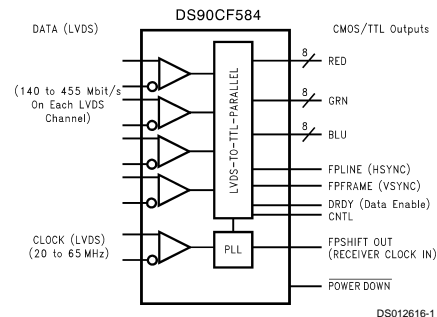 DS90CF584
DATA (LVDS)
CMOS/TTL Outputs
(140 to 455 Mbit/s
On Each LVDS
Channel)
LVDS-TO-TTL-PARALLEL
8
RED
8
GRN
8
BLU
FPLINE (HSYNC)
FPFRAME (VSYNC)
DRDY (Data Enable)
CNTL
CLOCK (LVDS)
(20 to 65 MHz)
PLL
FPSHIFT OUT
(RECEIVER CLOCK IN)
POWER DOWN
DS012616-1